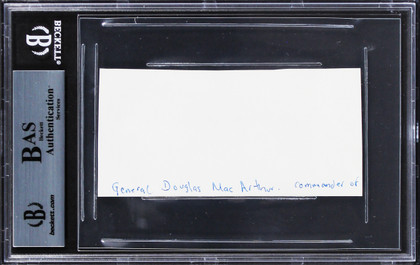 BECKETT
BAS
Beckett
Authentication
Services
beckett.com
General Douglas Mac Arthur. commander of